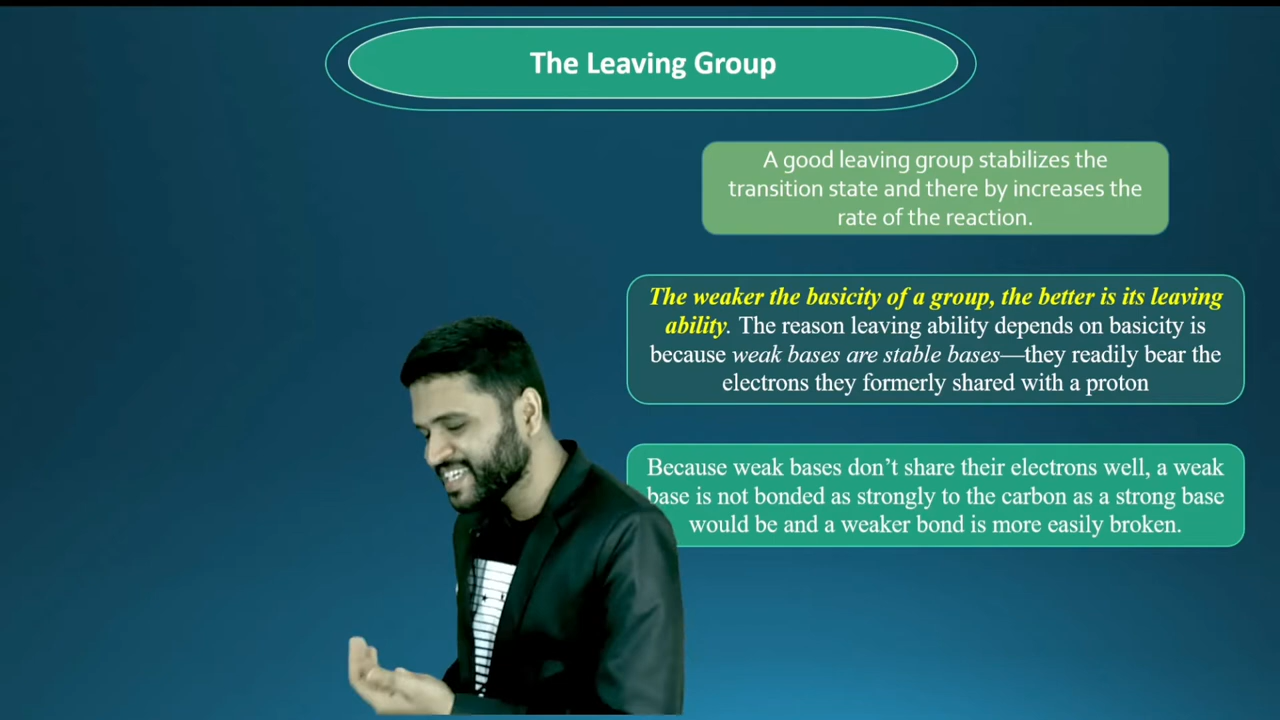 The Leaving Group
A good leaving group stabilizes the
transition state and there by increases the
rate of the reaction.
The weaker the basicity of a group, the better is its leaving
ability. The reason leaving ability depends on basicity is
because weak bases are stable bases—they readily bear the
electrons they formerly shared with a proton
Because weak bases don’t share their electrons well, a weak
base is not bonded as strongly to the carbon as a strong base
would be and a weaker bond is more easily broken.